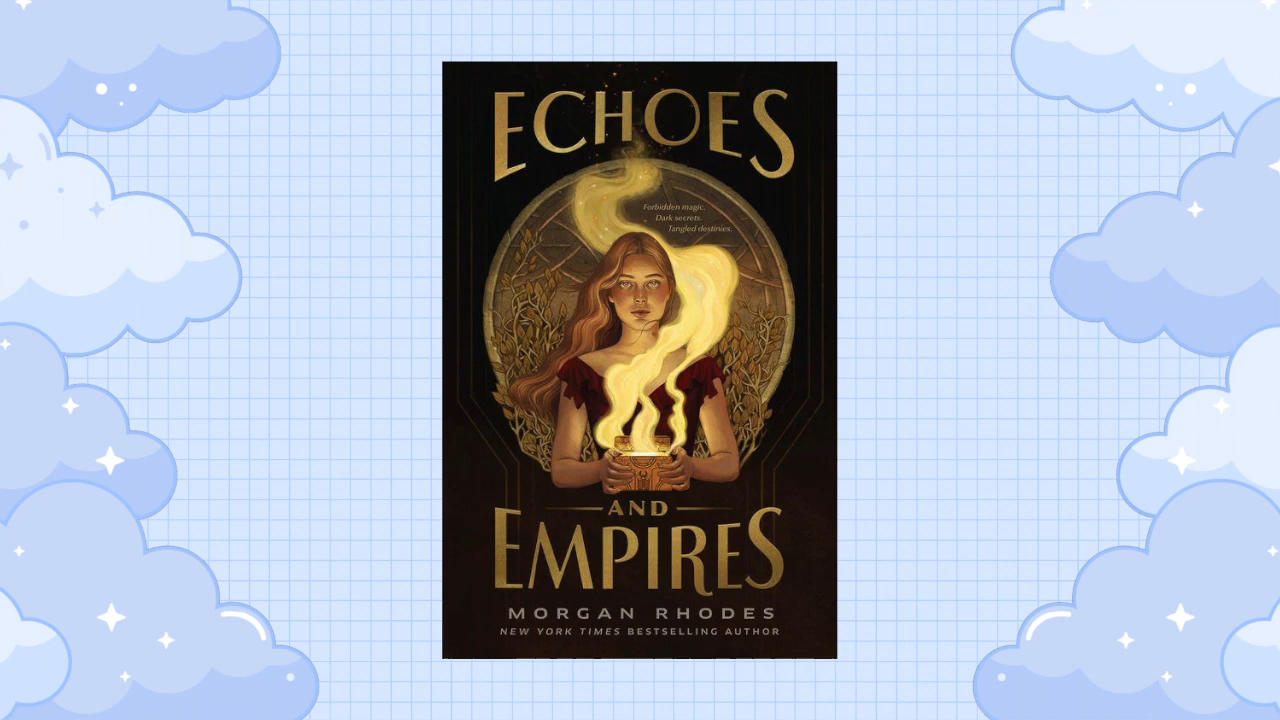 ECHOES
Forbidden magic.
Dark secrets.
Tangled destinies.
AND
EMPIRES
MORGAN RHODES
NEW YORK TIMES BESTSELLING AUTHOR